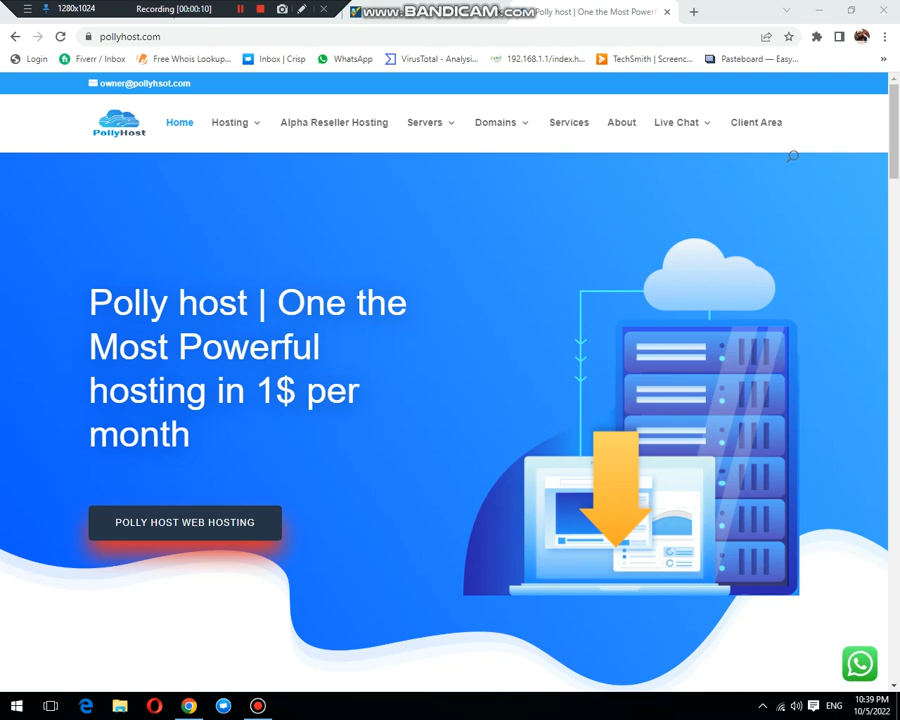 1280x1024
Recording [00:00:10]
www.BANDICAM.com
Polly host | One the Most Powerf
pollyhost.com
Login
Fiverr / Inbox
Free Whois Lookup...
Inbox | Crisp
WhatsApp
VirusTotal - Analysi...
192.168.1.1/index.h...
TechSmith | Screenc...
Pasteboard — Easy...
»
owner@pollyhsot.com
PollyHost
Home
Hosting
Alpha Reseller Hosting
Servers
Domains
Services
About
Live Chat
Client Area
Polly host | One the
Most Powerful
hosting in 1$ per
month
POLLY HOST WEB HOSTING
ENG
10:39 PM
10/5/2022